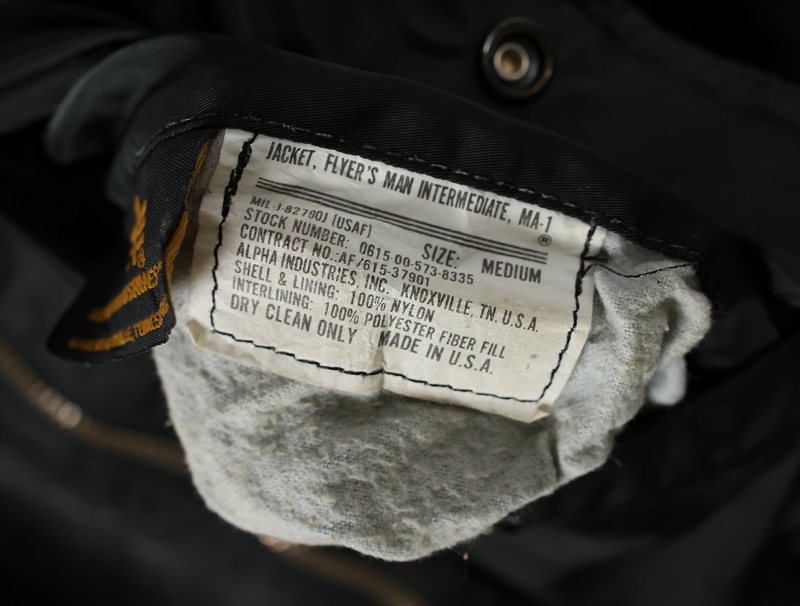 JACKET, FLYER'S MAN INTERMEDIATE, MA-1
®
MIL-J-82790J (USAF) SIZE: MEDIUM
STOCK NUMBER: 0615-00-573-8335
CONTRACT NO.:AF/615-37901
ALPHA INDUSTRIES, INC. KNOXVILLE, TN. U.S.A.
SHELL & LINING: 100% NYLON
INTERLINING: 100% POLYESTER FIBER FILL
DRY CLEAN ONLY MADE IN U.S.A.